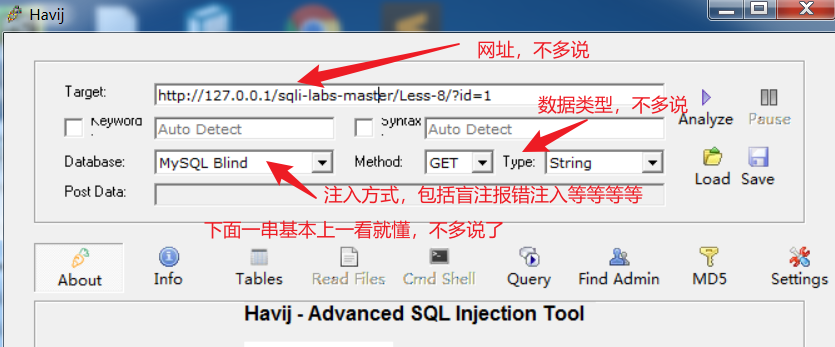 Havij
网址，不多说
Target:
http://127.0.0.1/sqli-labs-master/Less-8/?id=1
数据类型，不多说
Analyze
Pause
Keyword
Auto Detect
Syntax
Auto Detect
Database:
MySQL Blind
Method:
GET
Type:
String
Load
Save
Post Data:
注入方式，包括盲注报错注入等等等等
下面一串基本上一看就懂，不多说了
About
Info
Tables
Read Files
Cmd Shell
Query
Find Admin
MD5
Settings
Havij - Advanced SQL Injection Tool